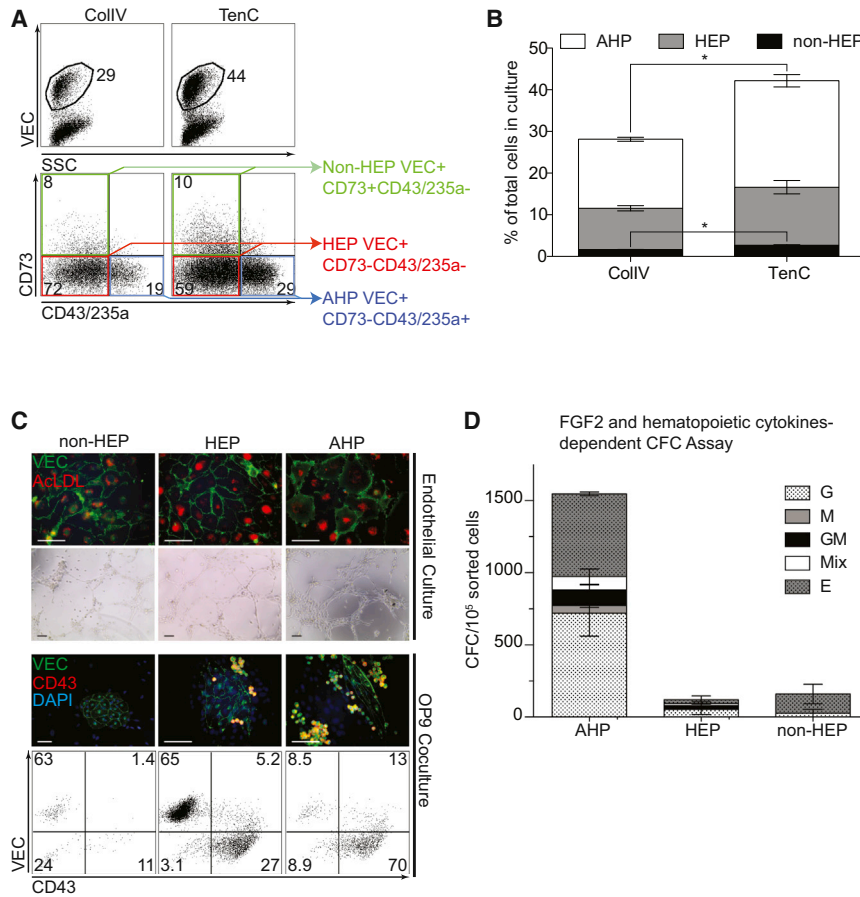 A
ColIIV
TenC
29
44
VEC
SSC
8
10
72
19
59
29
CD73
CD43/235a
Non-HEP VEC+
CD73+CD43/235a-
HEP VEC+
CD73-CD43/235a-
AHP VEC+
CD73-CD43/235a+
B
AHP
HEP
non-HEP
% of total cells in culture
50
40
30
20
10
0
*
*
ColIIV
TenC
C
non-HEP
HEP
AHP
VEC
AcLDL
Endothelial Culture
VEC
CD43
DAPI
OP9 Coculture
63
1.4
65
5.2
8.5
13
24
11
3.1
27
8.9
70
VEC
CD43
D
FGF2 and hematopoietic cytokines-
dependent CFC Assay
CFC/10⁵ sorted cells
1500
1000
500
0
G
M
GM
Mix
E
AHP
HEP
non-HEP